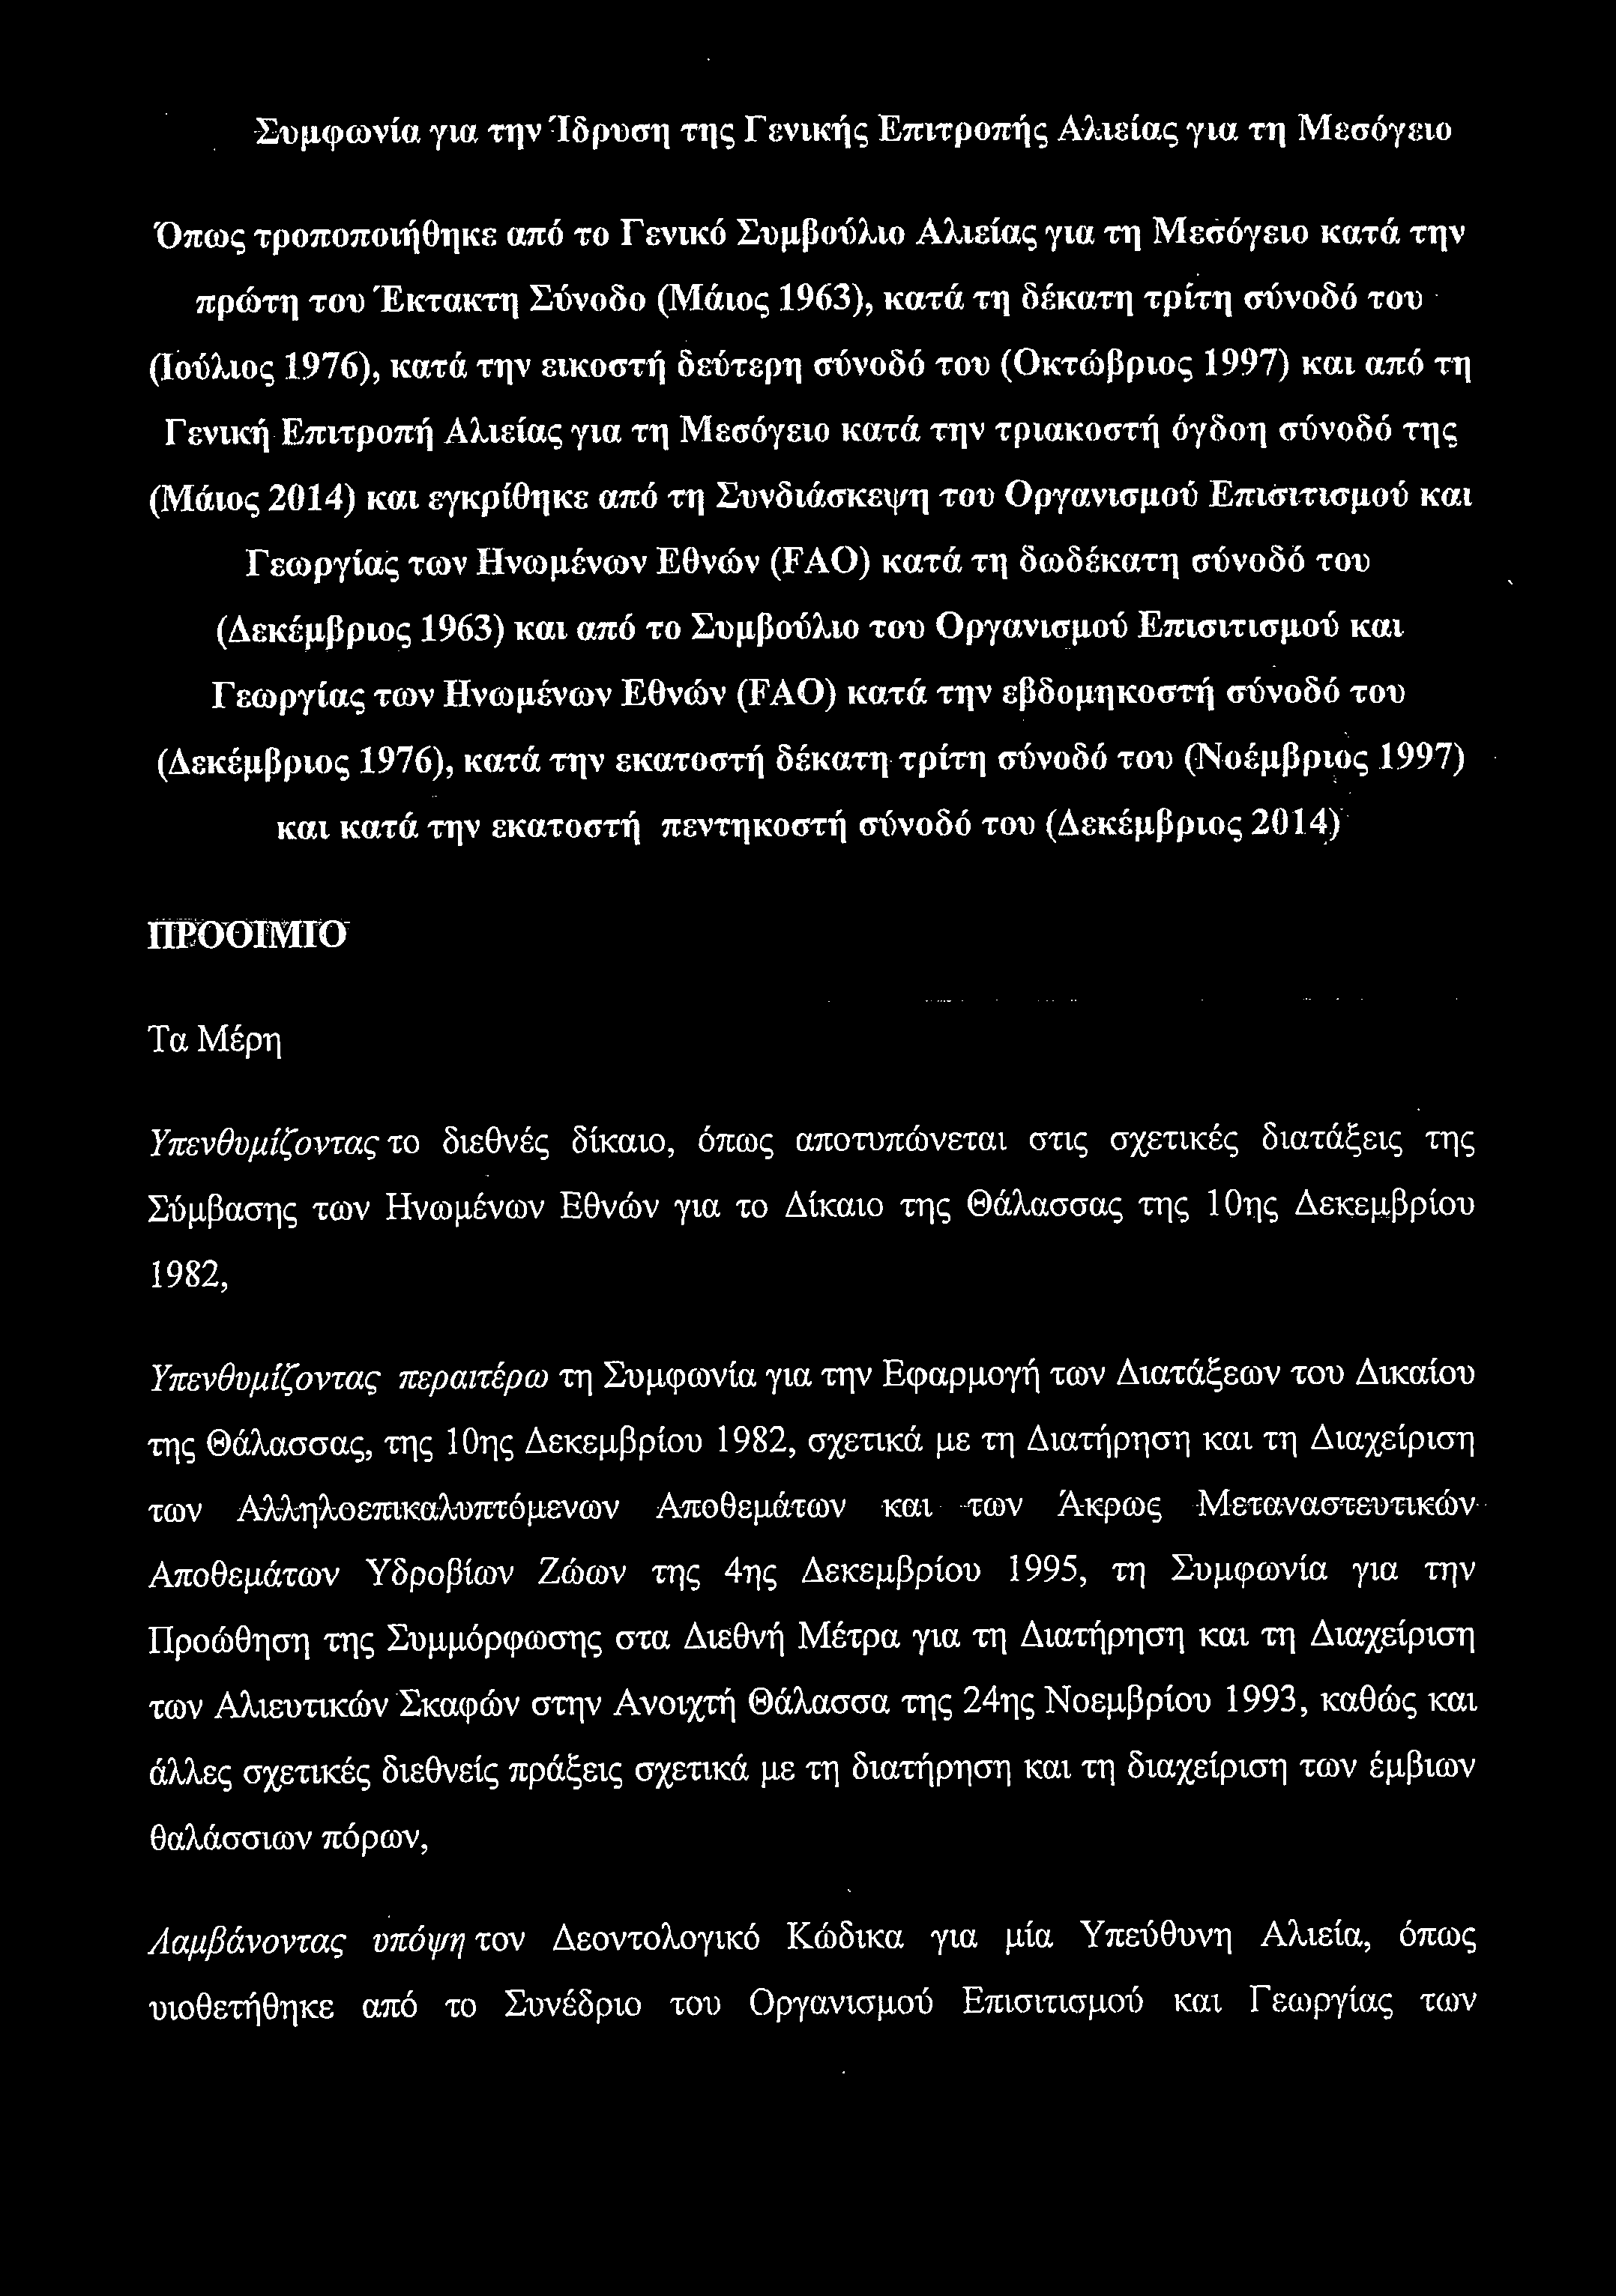 Συμφωνία για την Ίδρυση της Γενικής Επιτροπής Αλιείας για τη Μεσόγειο
Όπως τροποποιήθηκε από το Γενικό Συμβούλιο Αλιείας για τη Μεσόγειο κατά την
πρώτη του Έκτακτη Σύνοδο (Μάιος 1963), κατά τη δέκατη τρίτη σύνοδό του
(Ιούλιος 1976), κατά την εικοστή δεύτερη σύνοδό του (Οκτώβριος 1997) και από τη
Γενική Επιτροπή Αλιείας για τη Μεσόγειο κατά την τριακοστή όγδοη σύνοδό της
(Μάιος 2014) και εγκρίθηκε από τη Συνδιάσκεψη του Οργανισμού Επισιτισμού και
Γεωργίας των Ηνωμένων Εθνών (FAO) κατά τη δωδέκατη σύνοδό του
(Δεκέμβριος 1963) και από το Συμβούλιο του Οργανισμού Επισιτισμού και
Γεωργίας των Ηνωμένων Εθνών (FAO) κατά την εβδομηκοστή σύνοδό του
(Δεκέμβριος 1976), κατά την εκατοστή δέκατη τρίτη σύνοδό του (Νοέμβριος 1997)
και κατά την εκατοστή πεντηκοστή σύνοδό του (Δεκέμβριος 2014)
ΠΡΟΟΙΜΙΟ
Τα Μέρη
Υπενθυμίζοντας το διεθνές δίκαιο, όπως αποτυπώνεται στις σχετικές διατάξεις της
Σύμβασης των Ηνωμένων Εθνών για το Δίκαιο της Θάλασσας της 10ης Δεκεμβρίου
1982,
Υπενθυμίζοντας περαιτέρω τη Συμφωνία για την Εφαρμογή των Διατάξεων του Δικαίου
της Θάλασσας, της 10ης Δεκεμβρίου 1982, σχετικά με τη Διατήρηση και τη Διαχείριση
των Αλληλοεπικαλυπτόμενων Αποθεμάτων και των Άκρως Μεταναστευτικών
Αποθεμάτων Υδροβίων Ζώων της 4ης Δεκεμβρίου 1995, τη Συμφωνία για την
Προώθηση της Συμμόρφωσης στα Διεθνή Μέτρα για τη Διατήρηση και τη Διαχείριση
των Αλιευτικών Σκαφών στην Ανοιχτή Θάλασσα της 24ης Νοεμβρίου 1993, καθώς και
άλλες σχετικές διεθνείς πράξεις σχετικά με τη διατήρηση και τη διαχείριση των έμβιων
θαλάσσιων πόρων,
Λαμβάνοντας υπόψη τον Δεοντολογικό Κώδικα για μία Υπεύθυνη Αλιεία, όπως
υιοθετήθηκε από το Συνέδριο του Οργανισμού Επισιτισμού και Γεωργίας των